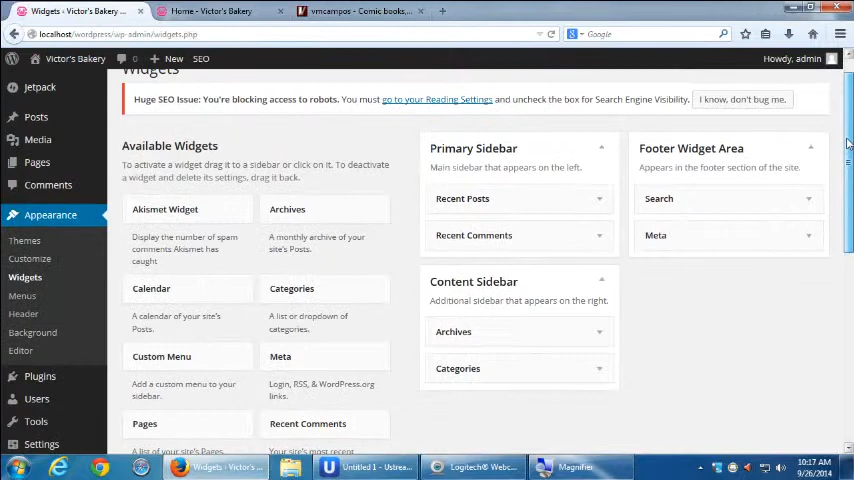 Widgets - Victor's Bakery ...
Home - Victor's Bakery
vmcampos - Comic books,...
localhost/wordpress/wp-admin/widgets.php
Google
Victor's Bakery
New
SEO
Howdy, admin
Jetpack
Posts
Media
Pages
Comments
Appearance
Themes
Customize
Widgets
Menus
Header
Background
Editor
Plugins
Users
Tools
Settings
Widgets
Huge SEO Issue: You're blocking access to robots. You must go to your Reading Settings and uncheck the box for Search Engine Visibility.
I know, don't bug me.
Available Widgets
To activate a widget drag it to a sidebar or click on it. To deactivate
a widget and delete its settings, drag it back.
Akismet Widget
Display the number of spam
comments Akismet has
caught
Archives
A monthly archive of your
site's Posts.
Calendar
A calendar of your site's
Posts.
Categories
A list or dropdown of
categories.
Custom Menu
Add a custom menu to your
sidebar.
Meta
Login, RSS, & WordPress.org
links.
Pages
A list of your site's Pages.
Recent Comments
Your site's most recent
Primary Sidebar
Main sidebar that appears on the left.
Recent Posts
Recent Comments
Content Sidebar
Additional sidebar that appears on the right.
Archives
Categories
Footer Widget Area
Appears in the footer section of the site.
Search
Meta
Widgets ‹ Victor's ...
Untitled 1 - Ustrea...
Logitech® Webc...
Magnifier
10:17 AM
9/26/2014